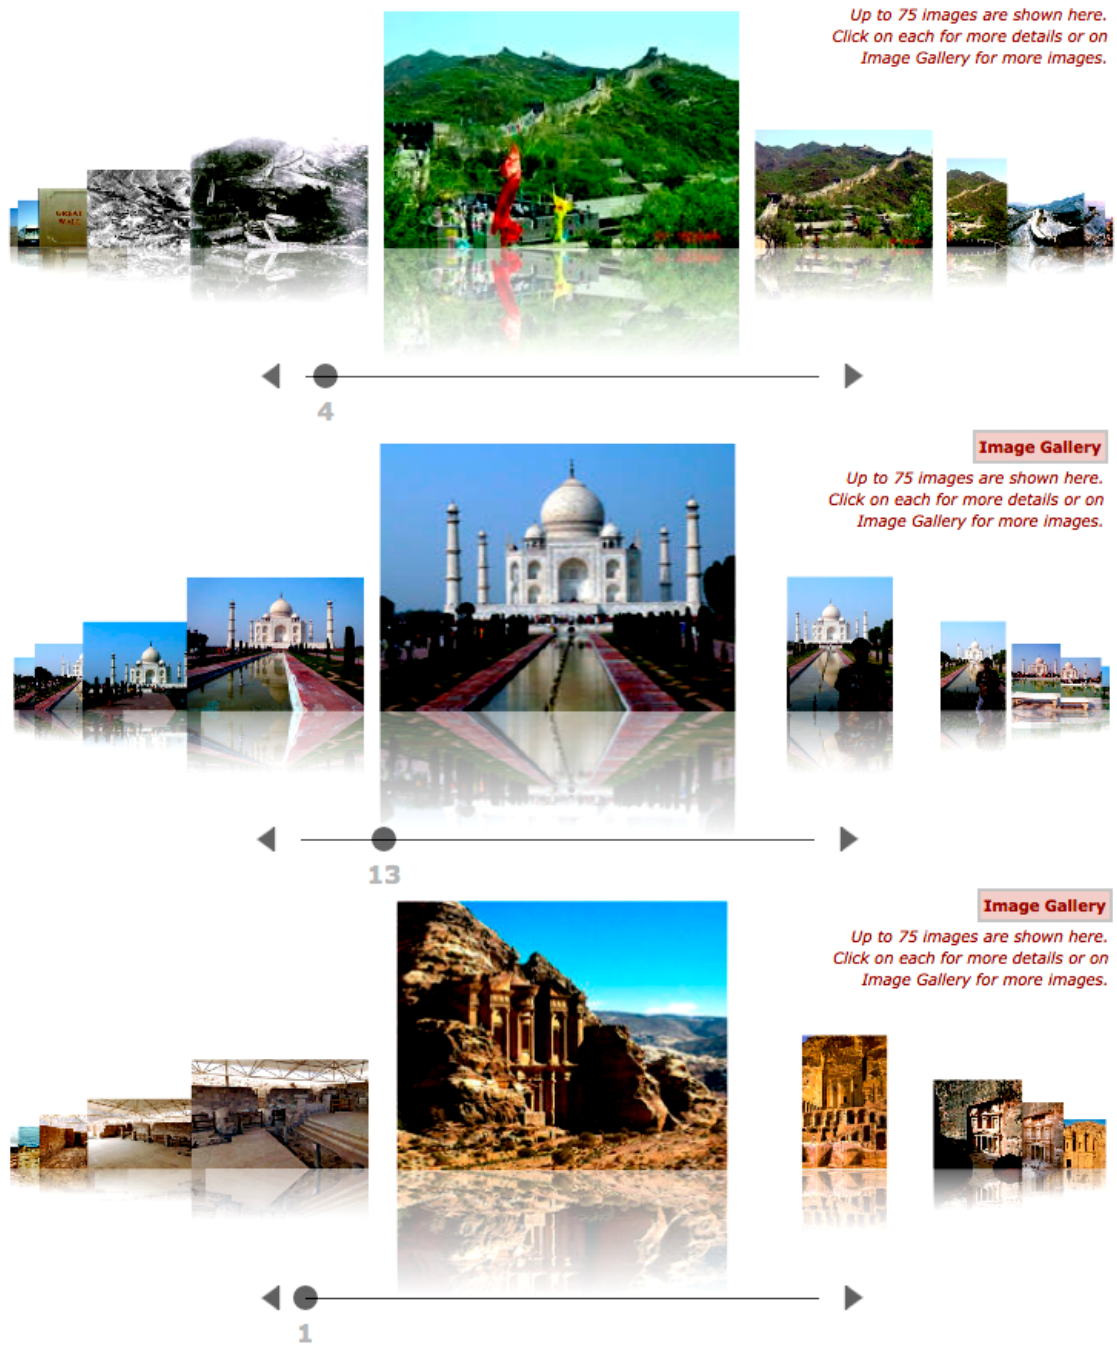 Up to 75 images are shown here.
Click on each for more details or on
Image Gallery for more images.
GREAT
WALL
4
Image Gallery
Up to 75 images are shown here.
Click on each for more details or on
Image Gallery for more images.
13
Image Gallery
Up to 75 images are shown here.
Click on each for more details or on
Image Gallery for more images.
1